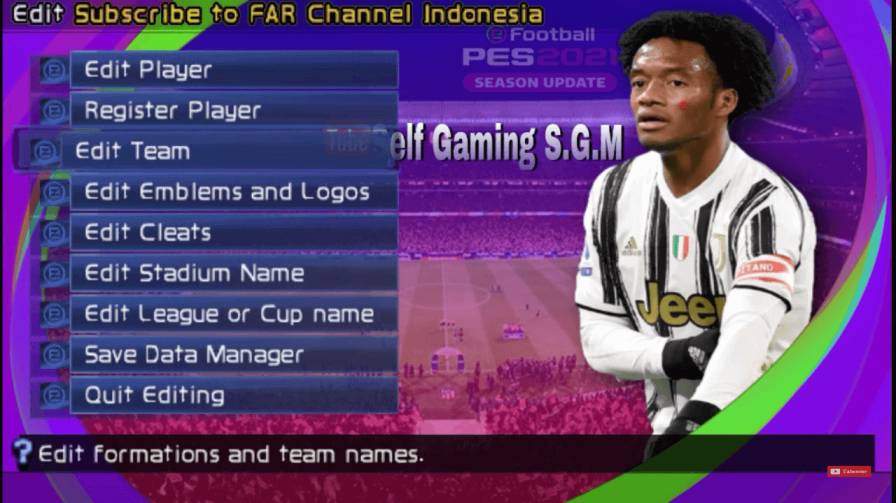 Edit Subscribe to FAR Channel Indonesia
eFootball
PES2021
SEASON UPDATE
Edit Player
Register Player
Edit Team
elf Gaming S.G.M
Edit Emblems and Logos
Edit Cleats
Edit Stadium Name
Edit League or Cup name
Save Data Manager
Quit Editing
Jeep
Edit formations and team names.